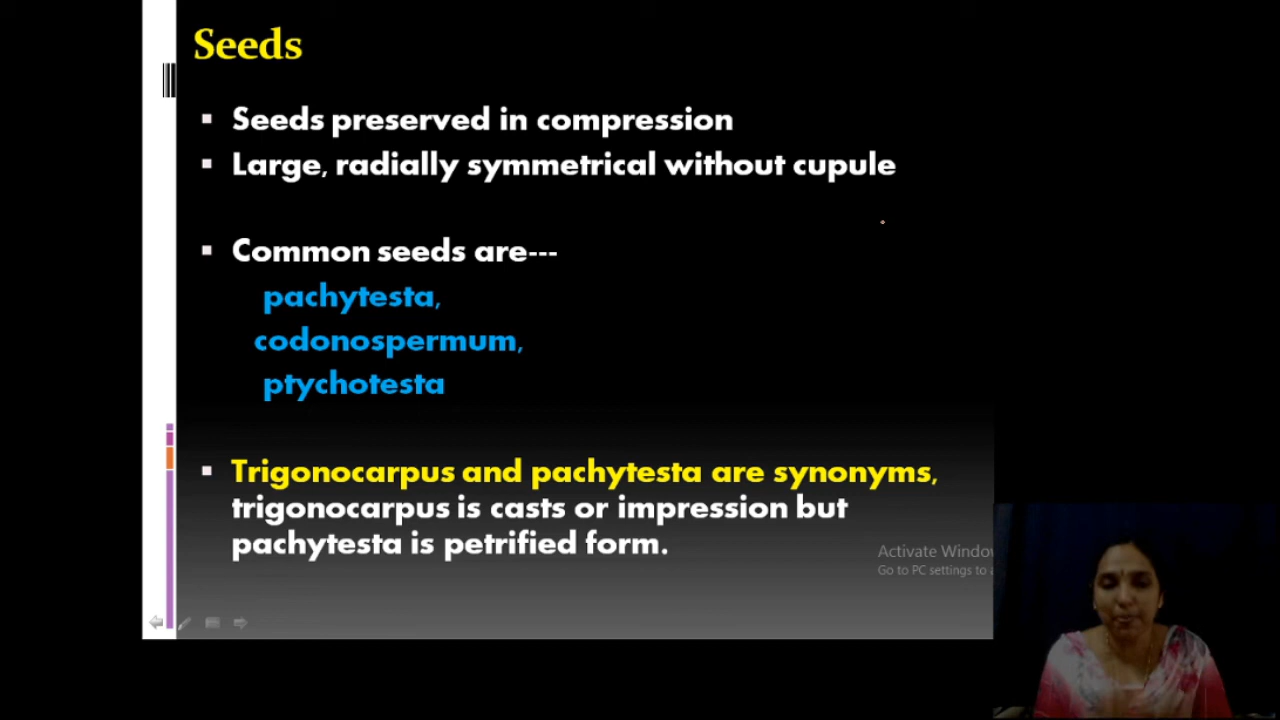 Seeds
Seeds preserved in compression
Large, radially symmetrical without cupule
Common seeds are---
pachytesta,
codonospermum,
ptychotesta
Trigonocarpus and pachytesta are synonyms,
trigonocarpus is casts or impression but
pachytesta is petrified form.
Activate Windo
Go to PC settings to